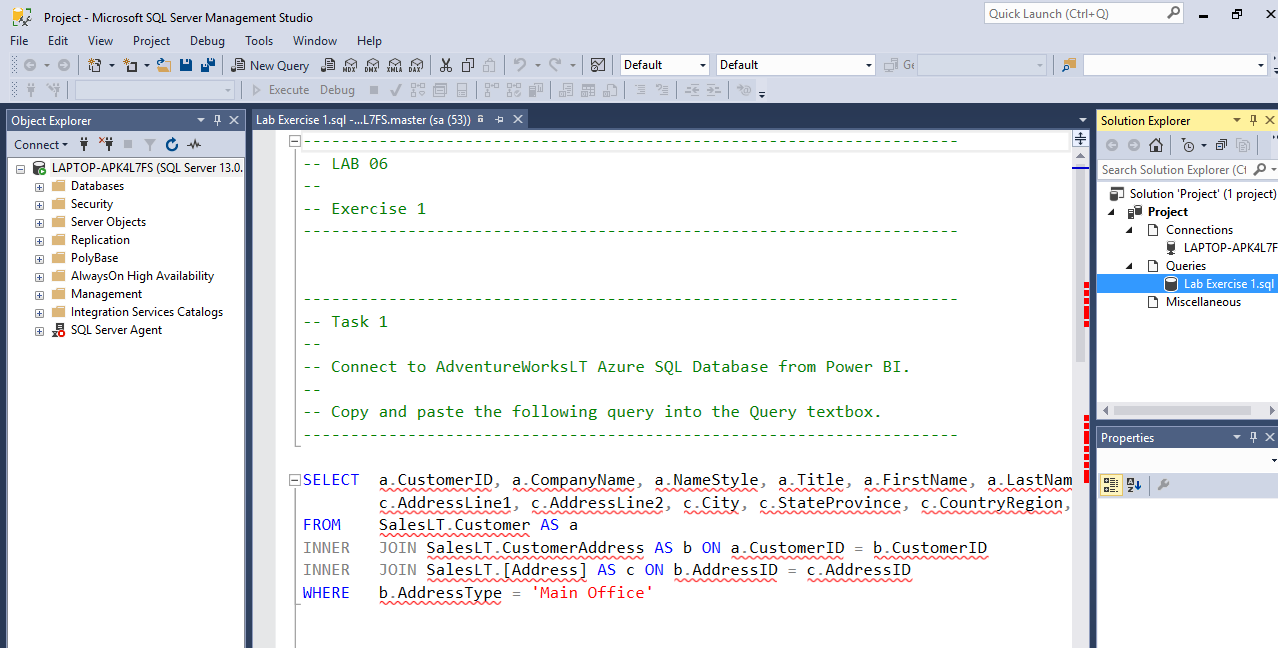 Project - Microsoft SQL Server Management Studio
Quick Launch (Ctrl+Q)
File Edit View Project Debug Tools Window Help
New Query MDX DMX XMLA DAX Default Default Ge
Execute Debug
Object Explorer
Connect
LAPTOP-APK4L7FS (SQL Server 13.0.
Databases
Security
Server Objects
Replication
PolyBase
AlwaysOn High Availability
Management
Integration Services Catalogs
SQL Server Agent
Lab Exercise 1.sql -...L7FS.master (sa (53))
----------------------------------------------------------------------
-- LAB 06
--
-- Exercise 1
----------------------------------------------------------------------
----------------------------------------------------------------------
-- Task 1
--
-- Connect to AdventureWorksLT Azure SQL Database from Power BI.
--
-- Copy and paste the following query into the Query textbox.
----------------------------------------------------------------------
SELECT a.CustomerID, a.CompanyName, a.NameStyle, a.Title, a.FirstName, a.LastNam
c.AddressLine1, c.AddressLine2, c.City, c.StateProvince, c.CountryRegion,
FROM SalesLT.Customer AS a
INNER JOIN SalesLT.CustomerAddress AS b ON a.CustomerID = b.CustomerID
INNER JOIN SalesLT.[Address] AS c ON b.AddressID = c.AddressID
WHERE b.AddressType = 'Main Office'
Solution Explorer
Search Solution Explorer (Ct
Solution 'Project' (1 project)
Project
Connections
LAPTOP-APK4L7F
Queries
Lab Exercise 1.sql
Miscellaneous
Properties